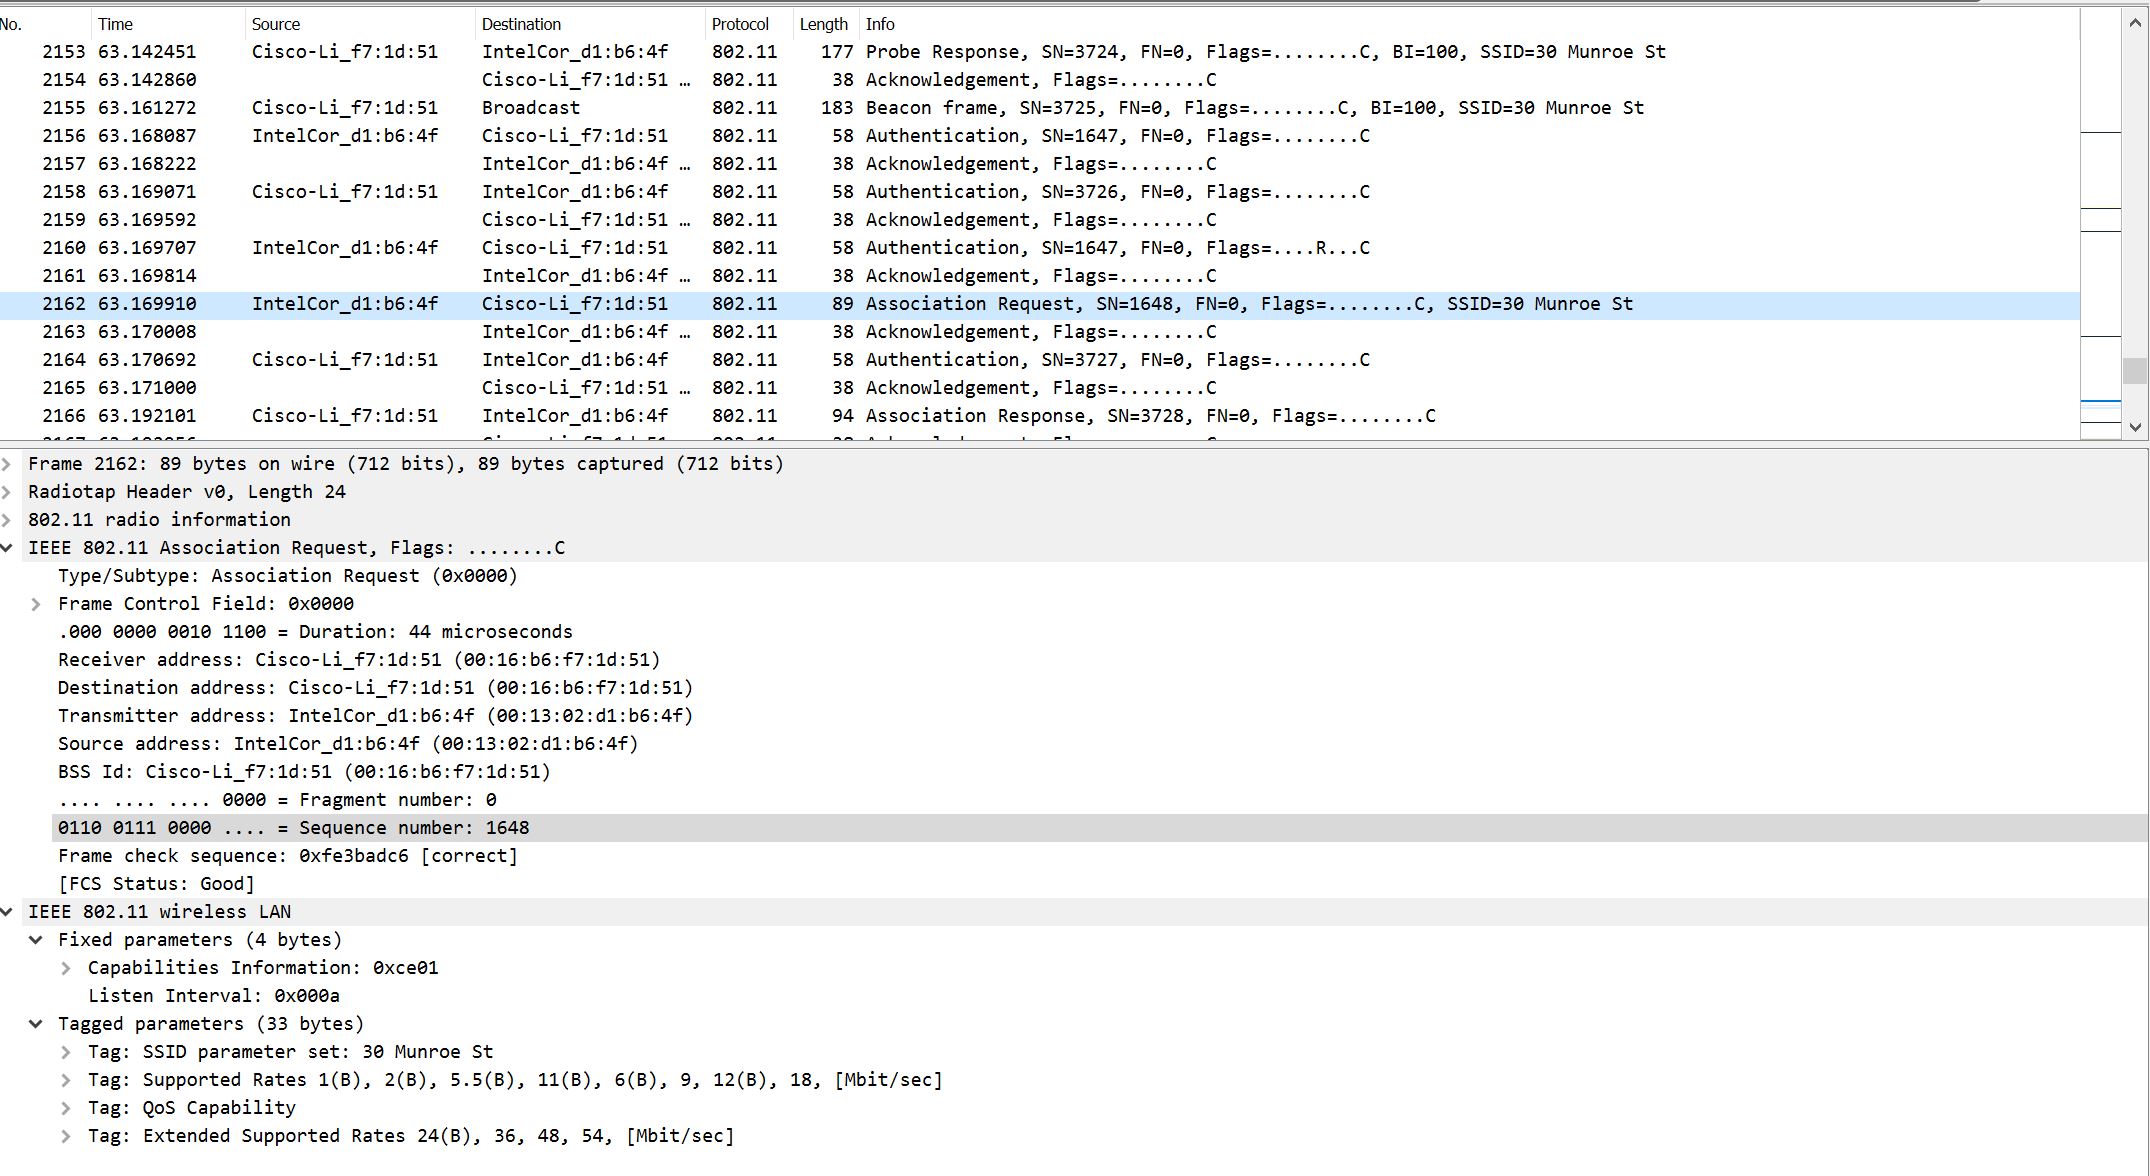 No. Time Source Destination Protocol Length Info
2153 63.142451 Cisco-Li_f7:1d:51 IntelCor_d1:b6:4f 802.11 177 Probe Response, SN=3724, FN=0, Flags=........C, BI=100, SSID=30 Munroe St
2154 63.142860 Cisco-Li_f7:1d:51 … 802.11 38 Acknowledgement, Flags=........C
2155 63.161272 Cisco-Li_f7:1d:51 Broadcast 802.11 183 Beacon frame, SN=3725, FN=0, Flags=........C, BI=100, SSID=30 Munroe St
2156 63.168087 IntelCor_d1:b6:4f Cisco-Li_f7:1d:51 802.11 58 Authentication, SN=1647, FN=0, Flags=........C
2157 63.168222 IntelCor_d1:b6:4f … 802.11 38 Acknowledgement, Flags=........C
2158 63.169071 Cisco-Li_f7:1d:51 IntelCor_d1:b6:4f 802.11 58 Authentication, SN=3726, FN=0, Flags=........C
2159 63.169592 Cisco-Li_f7:1d:51 … 802.11 38 Acknowledgement, Flags=........C
2160 63.169707 IntelCor_d1:b6:4f Cisco-Li_f7:1d:51 802.11 58 Authentication, SN=1647, FN=0, Flags=....R...C
2161 63.169814 IntelCor_d1:b6:4f … 802.11 38 Acknowledgement, Flags=........C
2162 63.169910 IntelCor_d1:b6:4f Cisco-Li_f7:1d:51 802.11 89 Association Request, SN=1648, FN=0, Flags=........C, SSID=30 Munroe St
2163 63.170008 IntelCor_d1:b6:4f … 802.11 38 Acknowledgement, Flags=........C
2164 63.170692 Cisco-Li_f7:1d:51 IntelCor_d1:b6:4f 802.11 58 Authentication, SN=3727, FN=0, Flags=........C
2165 63.171000 Cisco-Li_f7:1d:51 … 802.11 38 Acknowledgement, Flags=........C
2166 63.192101 Cisco-Li_f7:1d:51 IntelCor_d1:b6:4f 802.11 94 Association Response, SN=3728, FN=0, Flags=........C
Frame 2162: 89 bytes on wire (712 bits), 89 bytes captured (712 bits)
Radiotap Header v0, Length 24
802.11 radio information
IEEE 802.11 Association Request, Flags: ........C
Type/Subtype: Association Request (0x0000)
Frame Control Field: 0x0000
.000 0000 0010 1100 = Duration: 44 microseconds
Receiver address: Cisco-Li_f7:1d:51 (00:16:b6:f7:1d:51)
Destination address: Cisco-Li_f7:1d:51 (00:16:b6:f7:1d:51)
Transmitter address: IntelCor_d1:b6:4f (00:13:02:d1:b6:4f)
Source address: IntelCor_d1:b6:4f (00:13:02:d1:b6:4f)
BSS Id: Cisco-Li_f7:1d:51 (00:16:b6:f7:1d:51)
.... .... .... 0000 = Fragment number: 0
0110 0111 0000 .... = Sequence number: 1648
Frame check sequence: 0xfe3badc6 [correct]
[FCS Status: Good]
IEEE 802.11 wireless LAN
Fixed parameters (4 bytes)
Capabilities Information: 0xce01
Listen Interval: 0x000a
Tagged parameters (33 bytes)
Tag: SSID parameter set: 30 Munroe St
Tag: Supported Rates 1(B), 2(B), 5.5(B), 11(B), 6(B), 9, 12(B), 18, [Mbit/sec]
Tag: QoS Capability
Tag: Extended Supported Rates 24(B), 36, 48, 54, [Mbit/sec]